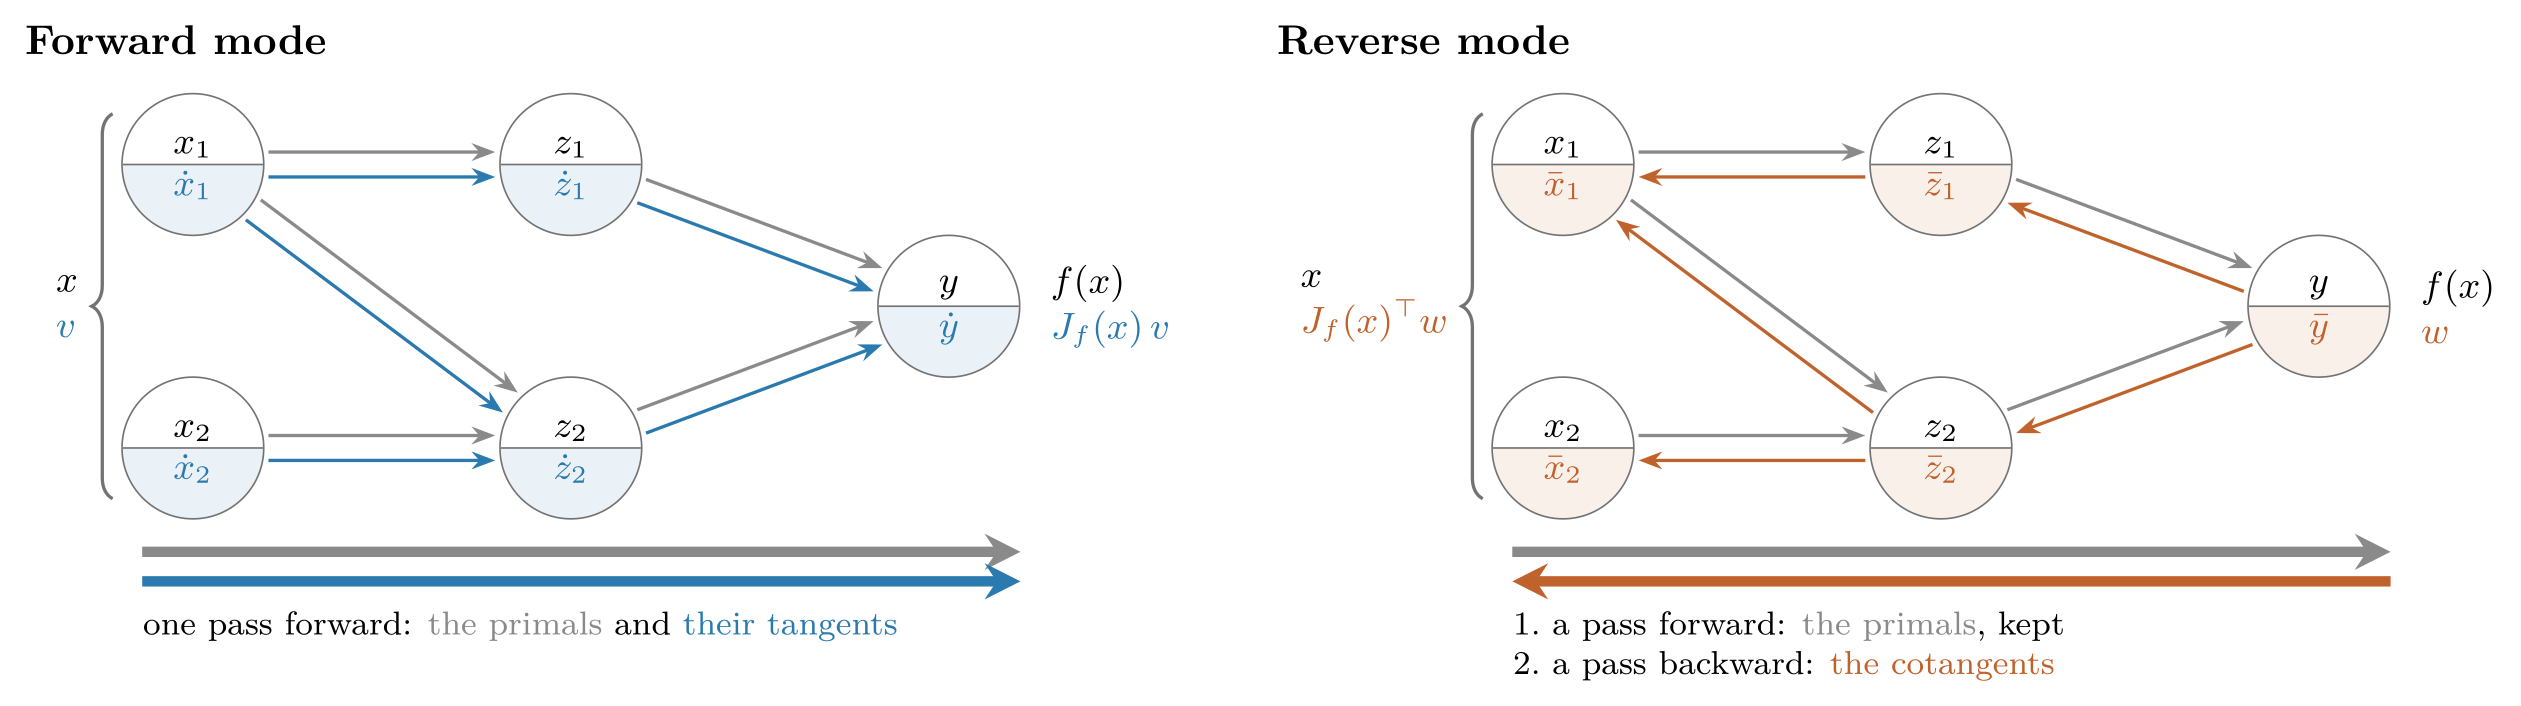 Forward mode
x₁
ẋ₁
z₁
ż₁
x
v
y
ẏ
f(x)
J_f(x) v
x₂
ẋ₂
z₂
ż₂
one pass forward: the primals and their tangents
Reverse mode
x₁
x̄₁
z₁
z̄₁
x
J_f(x)ᵀw
y
ȳ
f(x)
w
x₂
x̄₂
z₂
z̄₂
1. a pass forward: the primals, kept
2. a pass backward: the cotangents